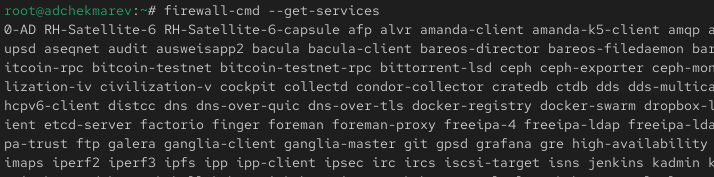 root@adchekmarev:~# firewall-cmd --get-services
0-AD RH-Satellite-6 RH-Satellite-6-capsule afp alvr amanda-client amanda-k5-client amqp a
upsd aseqnet audit ausweisapp2 bacula bacula-client bareos-director bareos-filedaemon bar
itcoin-rpc bitcoin-testnet bitcoin-testnet-rpc bittorrent-lsd ceph ceph-exporter ceph-mon
lization-iv civilization-v cockpit collectd condor-collector cratedb ctdb dds dds-multica
hcpv6-client distcc dns dns-over-quic dns-over-tls docker-registry docker-swarm dropbox-l
ient etcd-server factorio finger foreman foreman-proxy freeipa-4 freeipa-ldap freeipa-lda
pa-trust ftp galera ganglia-client ganglia-master git gpsd grafana gre high-availability
imaps iperf2 iperf3 ipfs ipp ipp-client ipsec irc ircs iscsi-target isns jenkins kadmin k